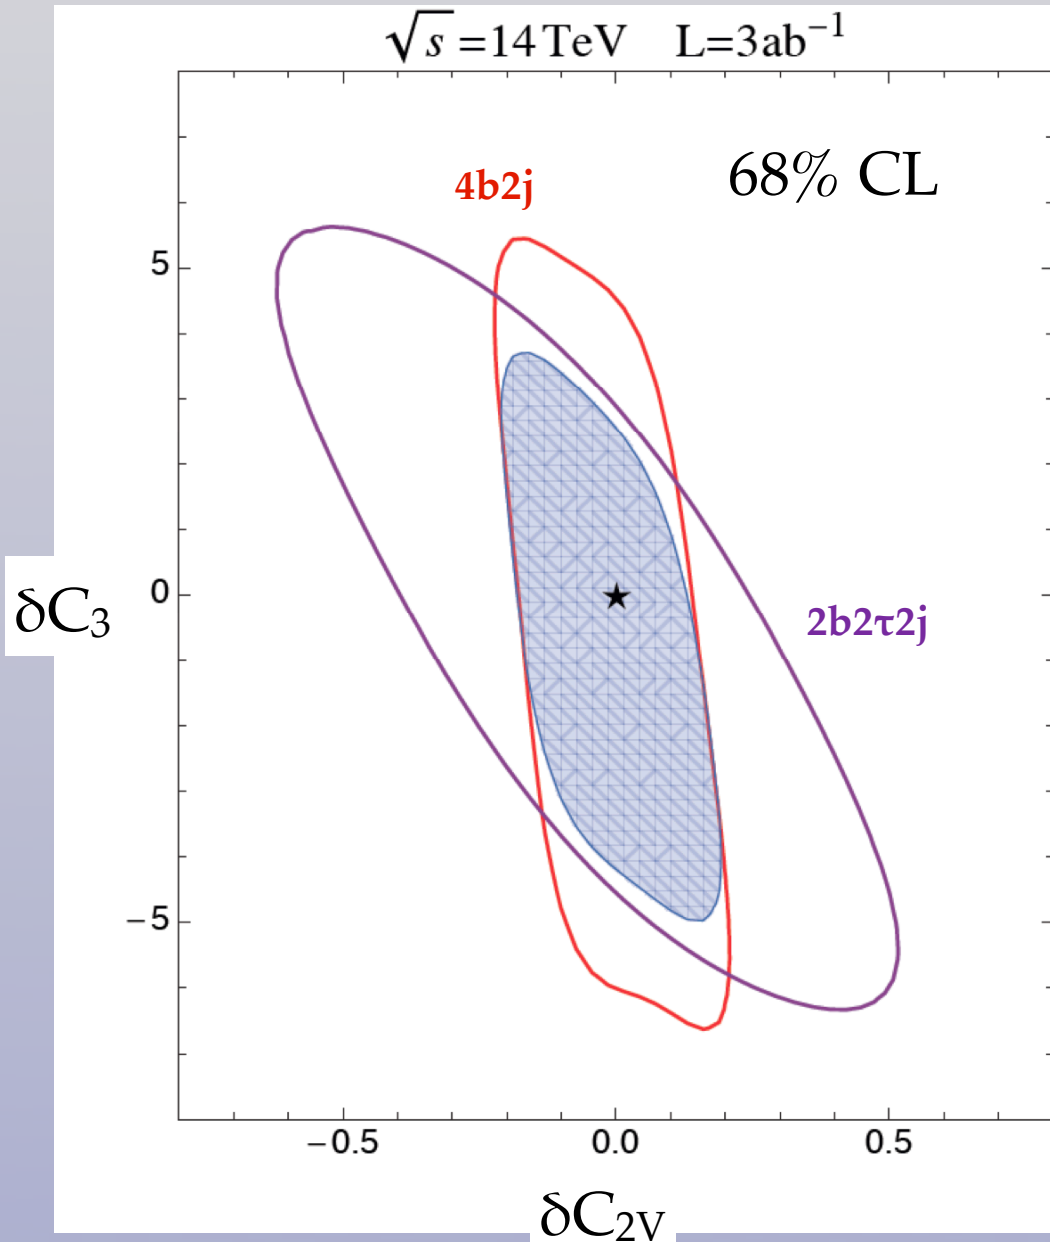 √s =14 TeV L=3ab⁻¹
68% CL
4b2j
5
0
δC₃
2b2τ2j
−5
−0.5 0.0 0.5
δC₂V